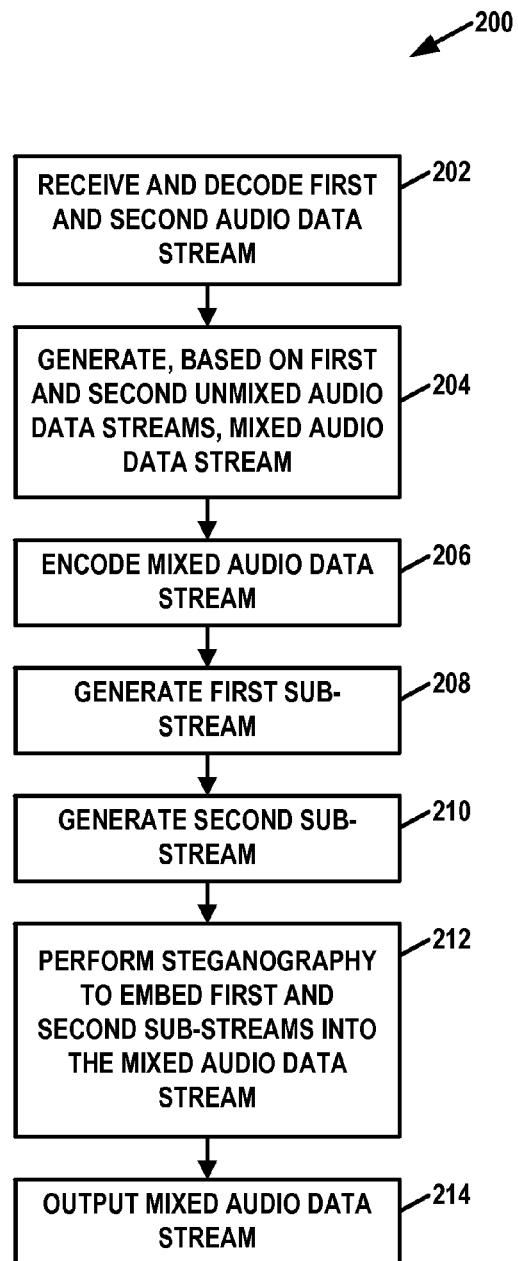 200
RECEIVE AND DECODE FIRST
AND SECOND AUDIO DATA
STREAM
202
GENERATE, BASED ON FIRST
AND SECOND UNMIXED AUDIO
DATA STREAMS, MIXED AUDIO
DATA STREAM
204
ENCODE MIXED AUDIO DATA
STREAM
206
GENERATE FIRST SUB-
STREAM
208
GENERATE SECOND SUB-
STREAM
210
PERFORM STEGANOGRAPHY
TO EMBED FIRST AND
SECOND SUB-STREAMS INTO
THE MIXED AUDIO DATA
STREAM
212
OUTPUT MIXED AUDIO DATA
STREAM
214